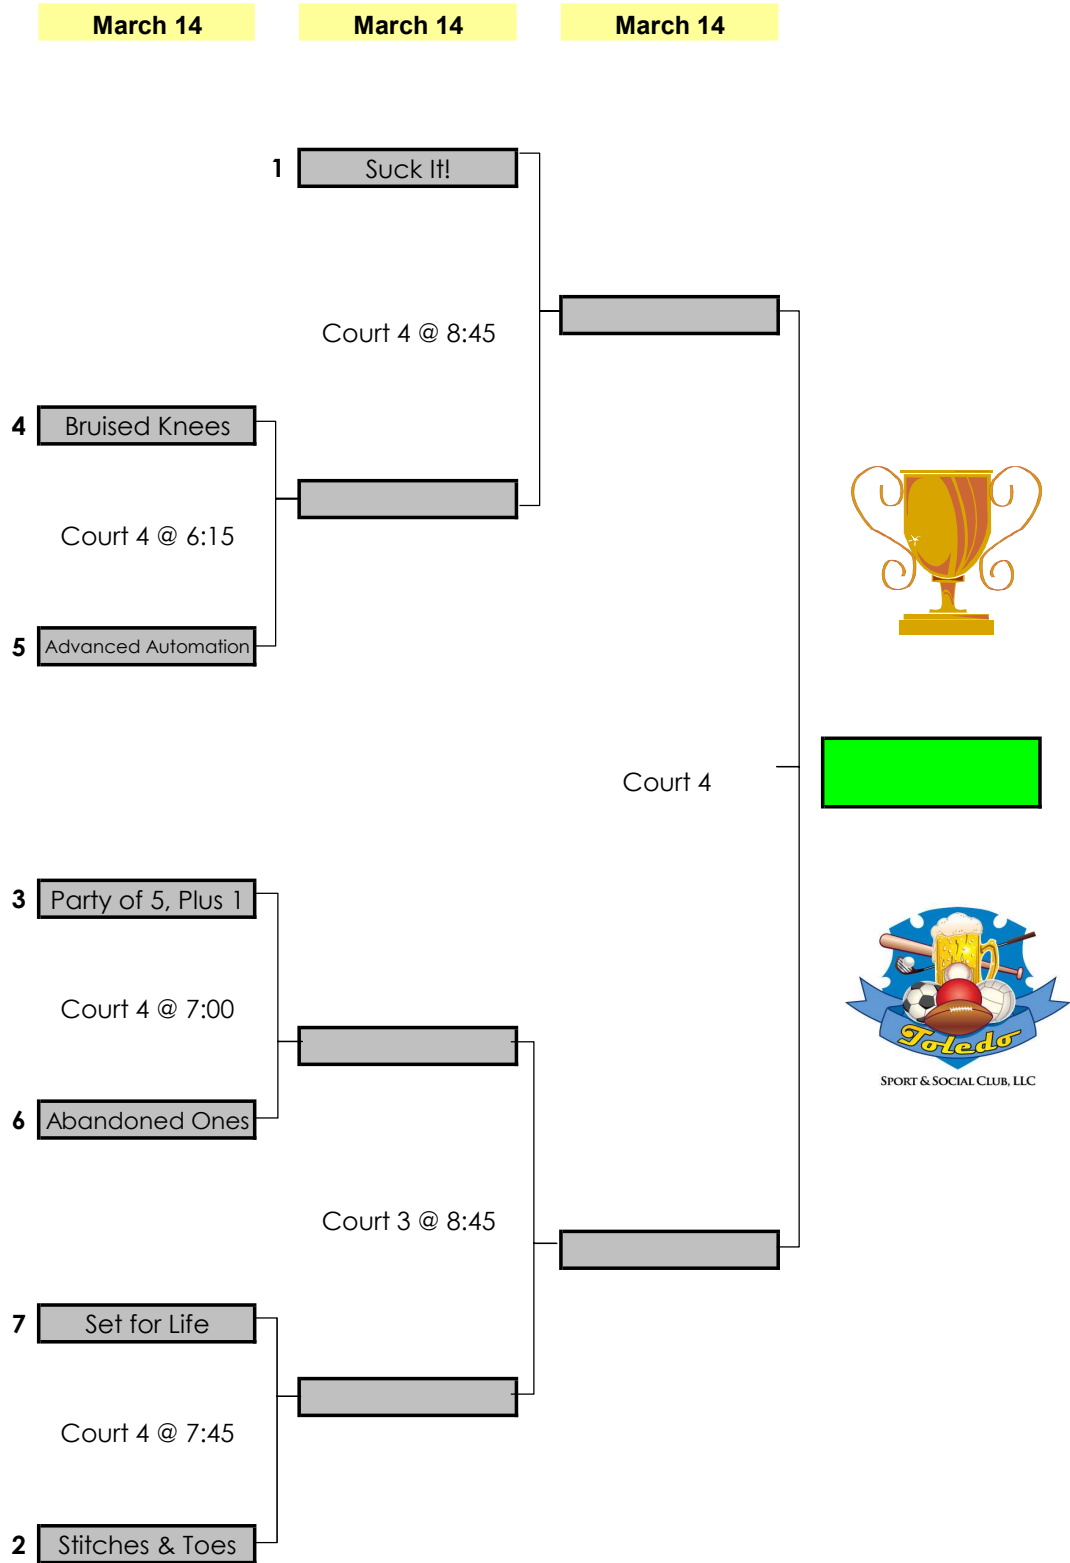 March 14
March 14
March 14
1
Suck It!
Court 4 @ 8:45
4
Bruised Knees
Court 4 @ 6:15
5
Advanced Automation
Court 4
3
Party of 5, Plus 1
Court 4 @ 7:00
Toledo
SPORT & SOCIAL CLUB, LLC
6
Abandoned Ones
Court 3 @ 8:45
7
Set for Life
Court 4 @ 7:45
2
Stitches & Toes